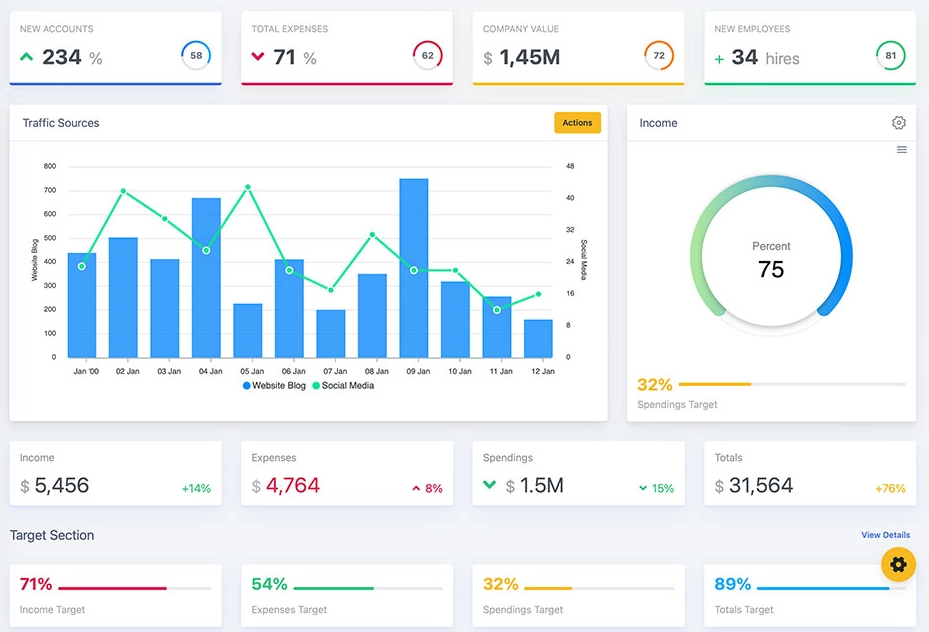 NEW ACCOUNTS
234 %
58
TOTAL EXPENSES
71 %
62
COMPANY VALUE
$ 1,45M
72
NEW EMPLOYEES
+ 34 hires
81
Traffic Sources
Actions
800
700
600
500
400
300
200
100
0
Website Blog
48
40
32
24
16
8
0
Social Media
Jan '00 02 Jan 03 Jan 04 Jan 05 Jan 06 Jan 07 Jan 08 Jan 09 Jan 10 Jan 11 Jan 12 Jan
Website Blog Social Media
Income
Percent
75
32%
Spendings Target
Income
$ 5,456
+14%
Expenses
$ 4,764
8%
Spendings
$ 1.5M
15%
Totals
$ 31,564
+76%
Target Section
View Details
71%
Income Target
54%
Expenses Target
32%
Spendings Target
89%
Totals Target